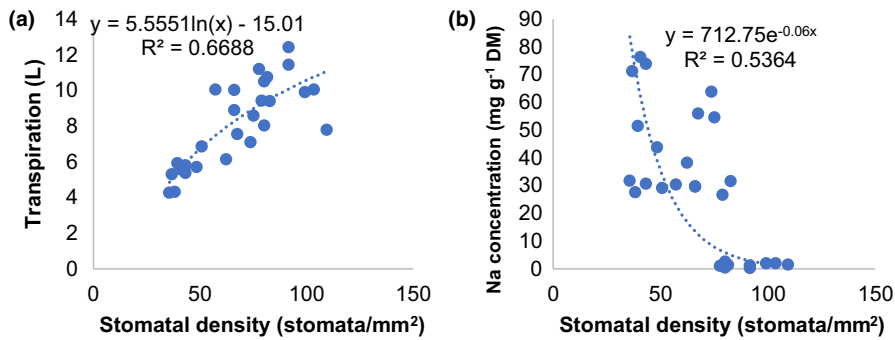 (a)
y = 5.5551ln(x) - 15.01
R² = 0.6688
Transpiration (L)
14
12
10
8
6
4
2
0
0 50 100 150
Stomatal density (stomata/mm²)
(b)
y = 712.75e^-0.06x
R² = 0.5364
Na concentration (mg g⁻¹ DM)
90
80
70
60
50
40
30
20
10
0
0 50 100 150
Stomatal density (stomata/mm²)